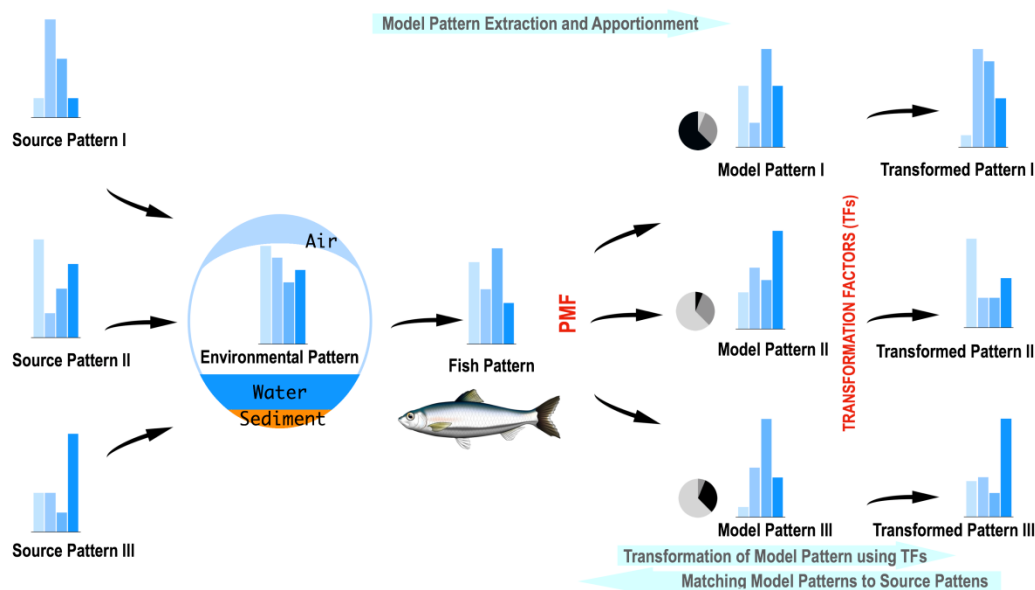 Model Pattern Extraction and Apportionment
Source Pattern I
Model Pattern I
Transformed Pattern I
Air
Source Pattern II
Environmental Pattern
Fish Pattern
PMF
Model Pattern II
TRANSFORMATION FACTORS (TFs)
Transformed Pattern II
Water
Sediment
Source Pattern III
Model Pattern III
Transformed Pattern III
Transformation of Model Pattern using TFs
Matching Model Patterns to Source Pattens